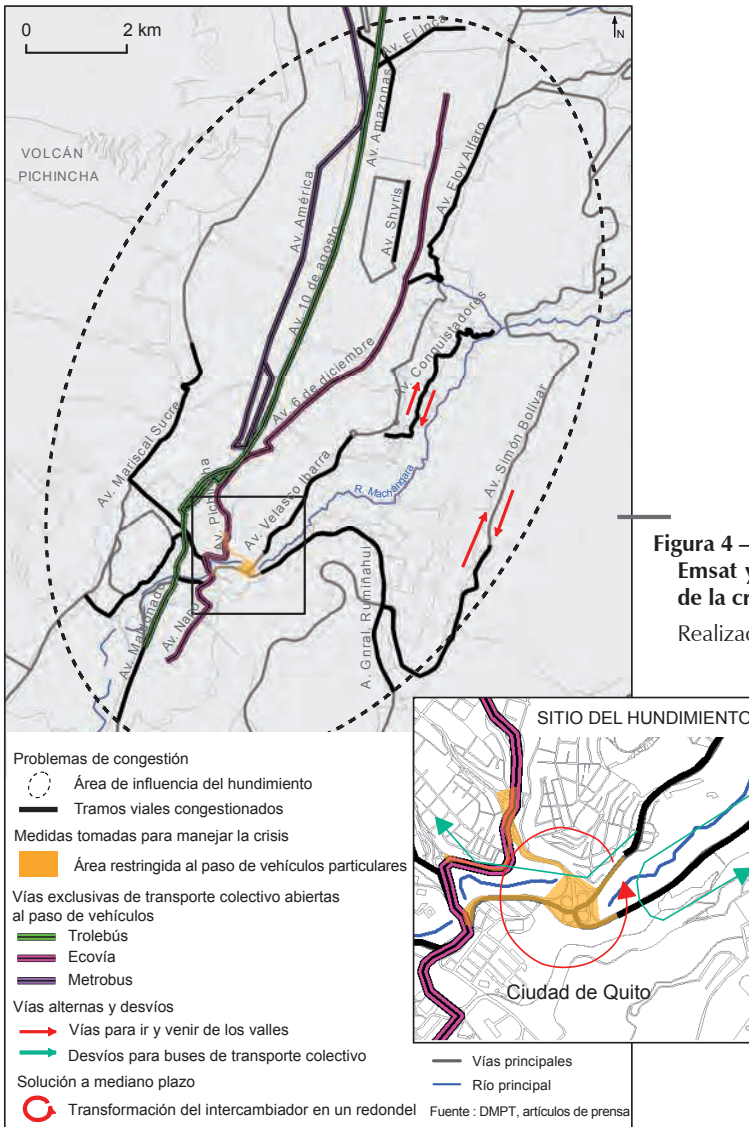 0 2 km
N
Av. El Inca
Av. Amazonas
VOLCÁN
PICHINCHA
Av. América
Av. Shyris
Av. Eloy Alfaro
Av. 10 de agosto
Av. 6 de diciembre
Av. Conquistadores
Av. Mariscal Sucre
Av. Simón Bolívar
Av. Velasco Ibarra
R. Machángara
Av. Pichincha
Av. Maldonado
Av. Napo
A. Gnral. Rumiñahui
Figura 4 –
Emsat y
de la cr
Realizac
SITIO DEL HUNDIMIENTO
Ciudad de Quito
Problemas de congestión
Área de influencia del hundimiento
Tramos viales congestionados
Medidas tomadas para manejar la crisis
Área restringida al paso de vehículos particulares
Vías exclusivas de transporte colectivo abiertas
al paso de vehículos
Trolebús
Ecovía
Metrobus
Vías alternas y desvíos
Vías para ir y venir de los valles
Desvíos para buses de transporte colectivo
Solución a mediano plazo
Transformación del intercambiador en un redondel
Vías principales
Río principal
Fuente : DMPT, artículos de prensa